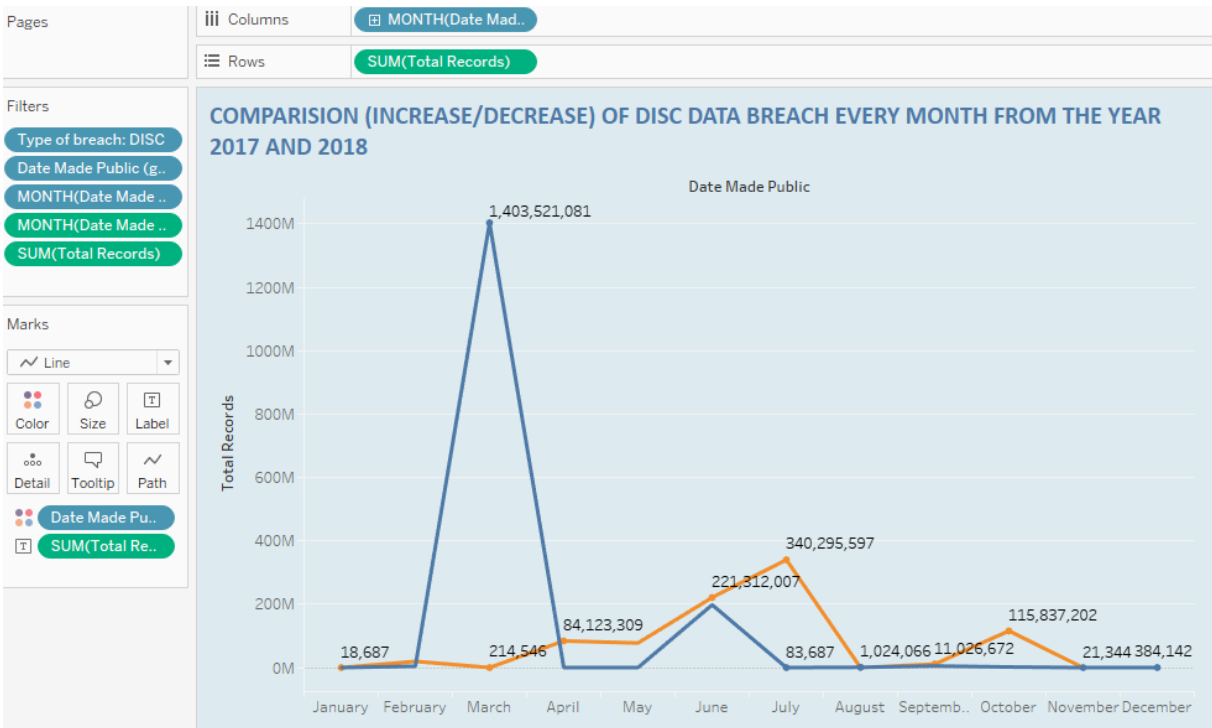 Pages
Columns
MONTH(Date Mad..
Rows
SUM(Total Records)
Filters
Type of breach: DISC
Date Made Public (g..
MONTH(Date Made ..
MONTH(Date Made ..
SUM(Total Records)
Marks
Line
Color Size Label
Detail Tooltip Path
Date Made Pu..
SUM(Total Re..
COMPARISION (INCREASE/DECREASE) OF DISC DATA BREACH EVERY MONTH FROM THE YEAR
2017 AND 2018
Date Made Public
Total Records
1400M
1200M
1000M
800M
600M
400M
200M
0M
1,403,521,081
340,295,597
221,312,007
84,123,309
115,837,202
18,687
214,546
83,687
1,024,066
11,026,672
21,344
384,142
January February March April May June July August Septemb.. October November December